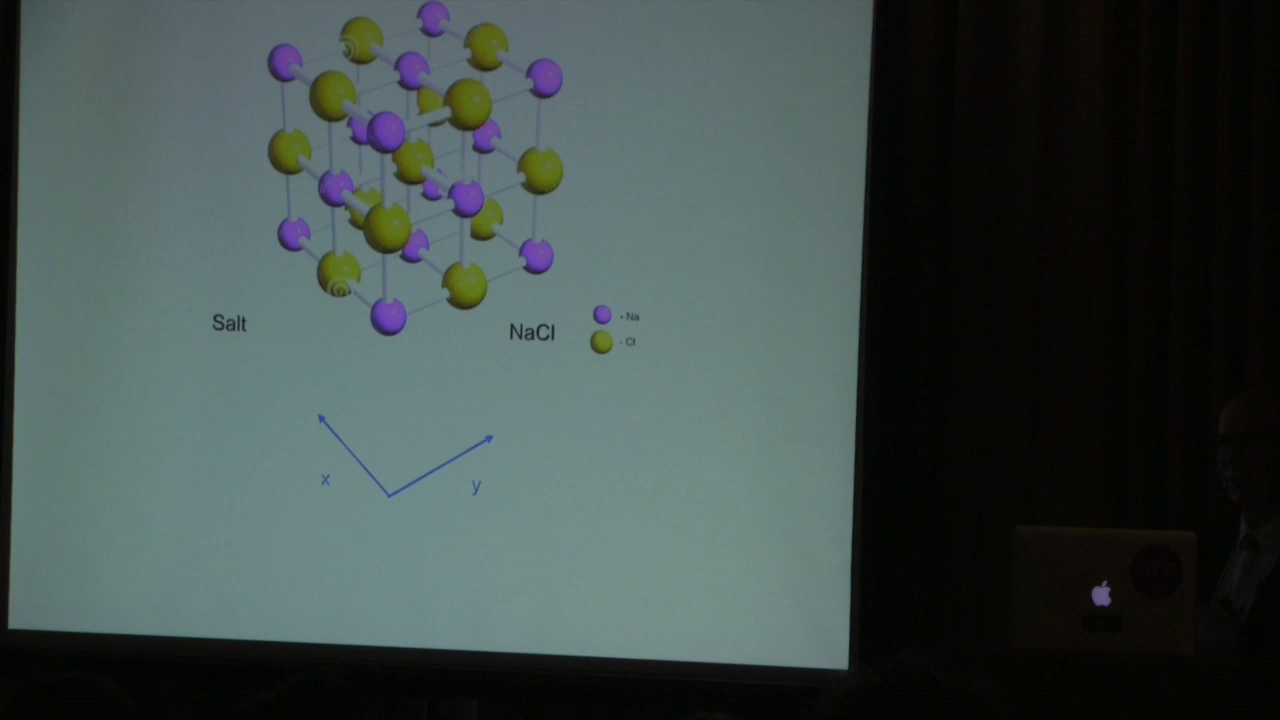 Salt
NaCl
- Na
- Cl
x
y